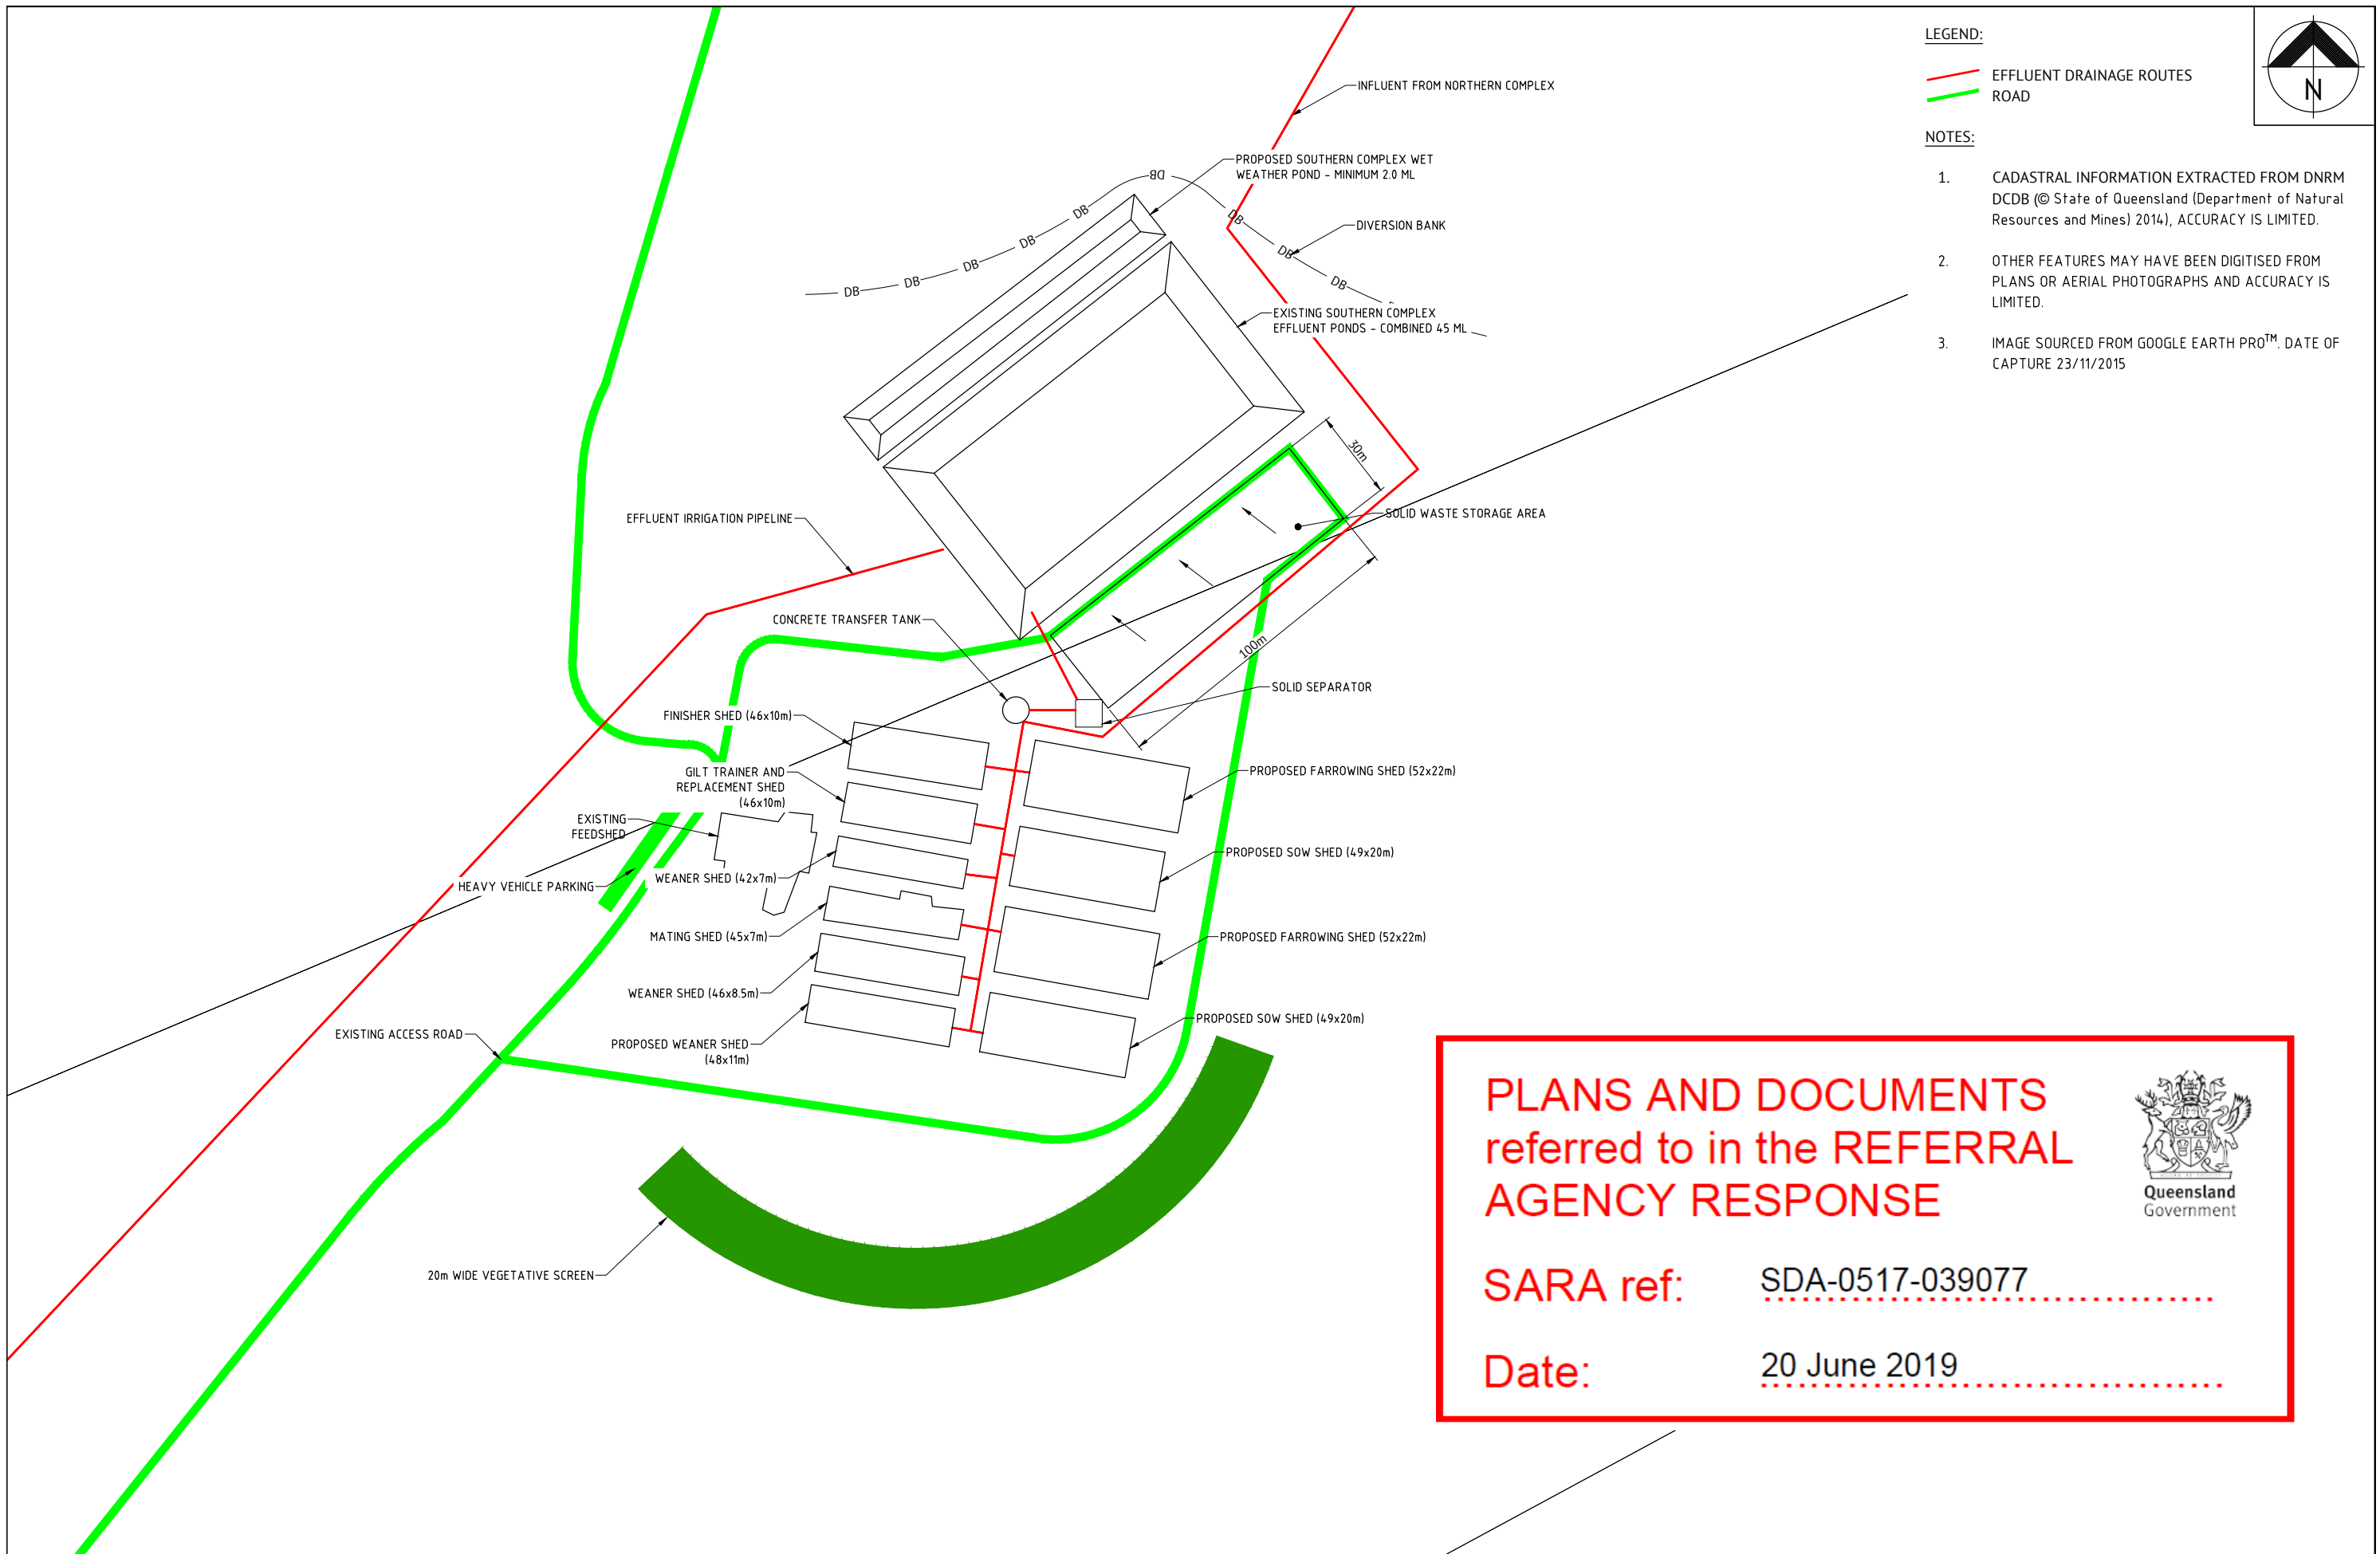 LEGEND:
EFFLUENT DRAINAGE ROUTES
ROAD
N
NOTES:
1. CADASTRAL INFORMATION EXTRACTED FROM DNRM
DCDB (© State of Queensland (Department of Natural
Resources and Mines) 2014), ACCURACY IS LIMITED.
2. OTHER FEATURES MAY HAVE BEEN DIGITISED FROM
PLANS OR AERIAL PHOTOGRAPHS AND ACCURACY IS
LIMITED.
3. IMAGE SOURCED FROM GOOGLE EARTH PRO™. DATE OF
CAPTURE 23/11/2015
INFLUENT FROM NORTHERN COMPLEX
PROPOSED SOUTHERN COMPLEX WET
WEATHER POND - MINIMUM 2.0 ML
DB
DB
DB
DB
DB
DB
DB
DB
DB
DIVERSION BANK
EXISTING SOUTHERN COMPLEX
EFFLUENT PONDS - COMBINED 45 ML
30m
EFFLUENT IRRIGATION PIPELINE
SOLID WASTE STORAGE AREA
CONCRETE TRANSFER TANK
100m
SOLID SEPARATOR
FINISHER SHED (46x10m)
GILT TRAINER AND
REPLACEMENT SHED
(46x10m)
PROPOSED FARROWING SHED (52x22m)
EXISTING
FEEDSHED
PROPOSED SOW SHED (49x20m)
HEAVY VEHICLE PARKING
WEANER SHED (42x7m)
MATING SHED (45x7m)
PROPOSED FARROWING SHED (52x22m)
WEANER SHED (46x8.5m)
PROPOSED SOW SHED (49x20m)
EXISTING ACCESS ROAD
PROPOSED WEANER SHED
(48x11m)
20m WIDE VEGETATIVE SCREEN
PLANS AND DOCUMENTS
referred to in the REFERRAL
AGENCY RESPONSE
Queensland
Government
SARA ref: SDA-0517-039077
Date: 20 June 2019